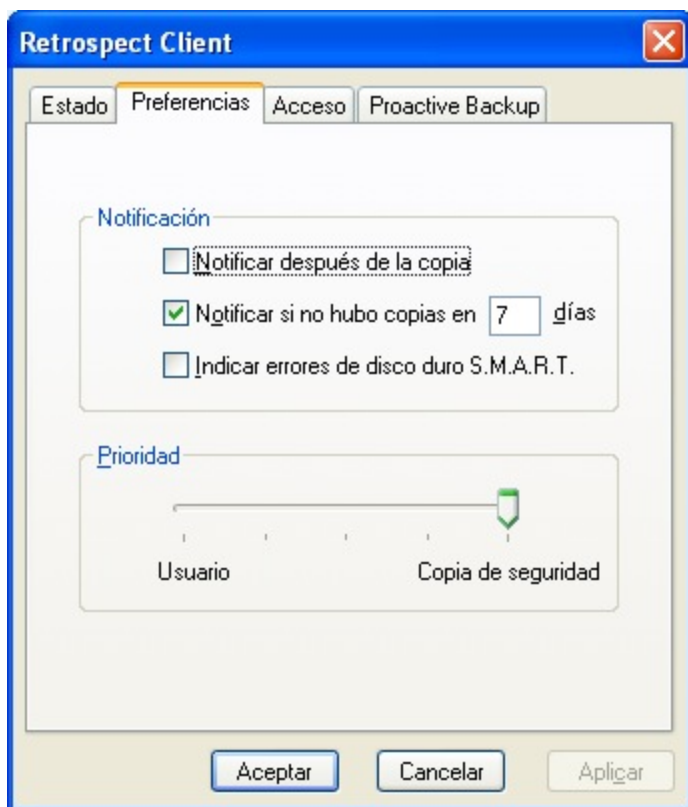 Retrospect Client
Estado Preferencias Acceso Proactive Backup
Notificación
Notificar después de la copia
Notificar si no hubo copias en 7 días
Indicar errores de disco duro S.M.A.R.T.
Prioridad
Usuario Copia de seguridad
Aceptar Cancelar Aplicar